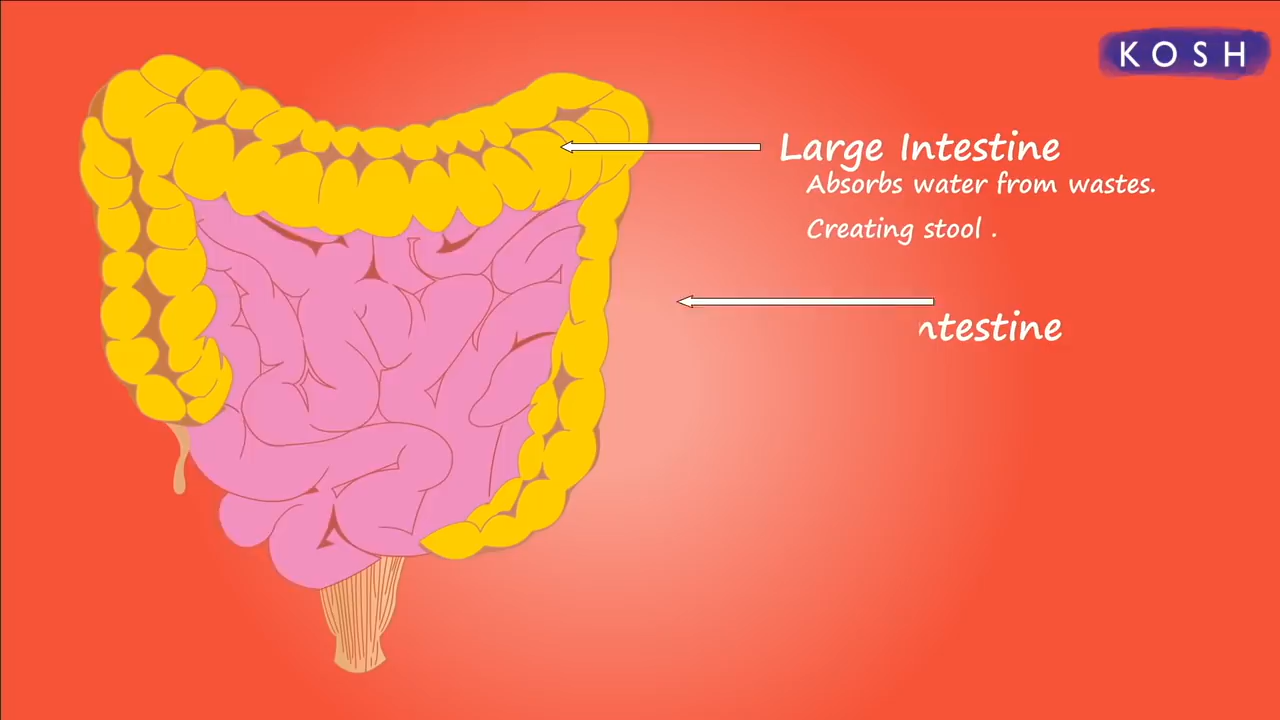 KOSH
Large Intestine
Absorbs water from wastes.
Creating stool .
ntestine